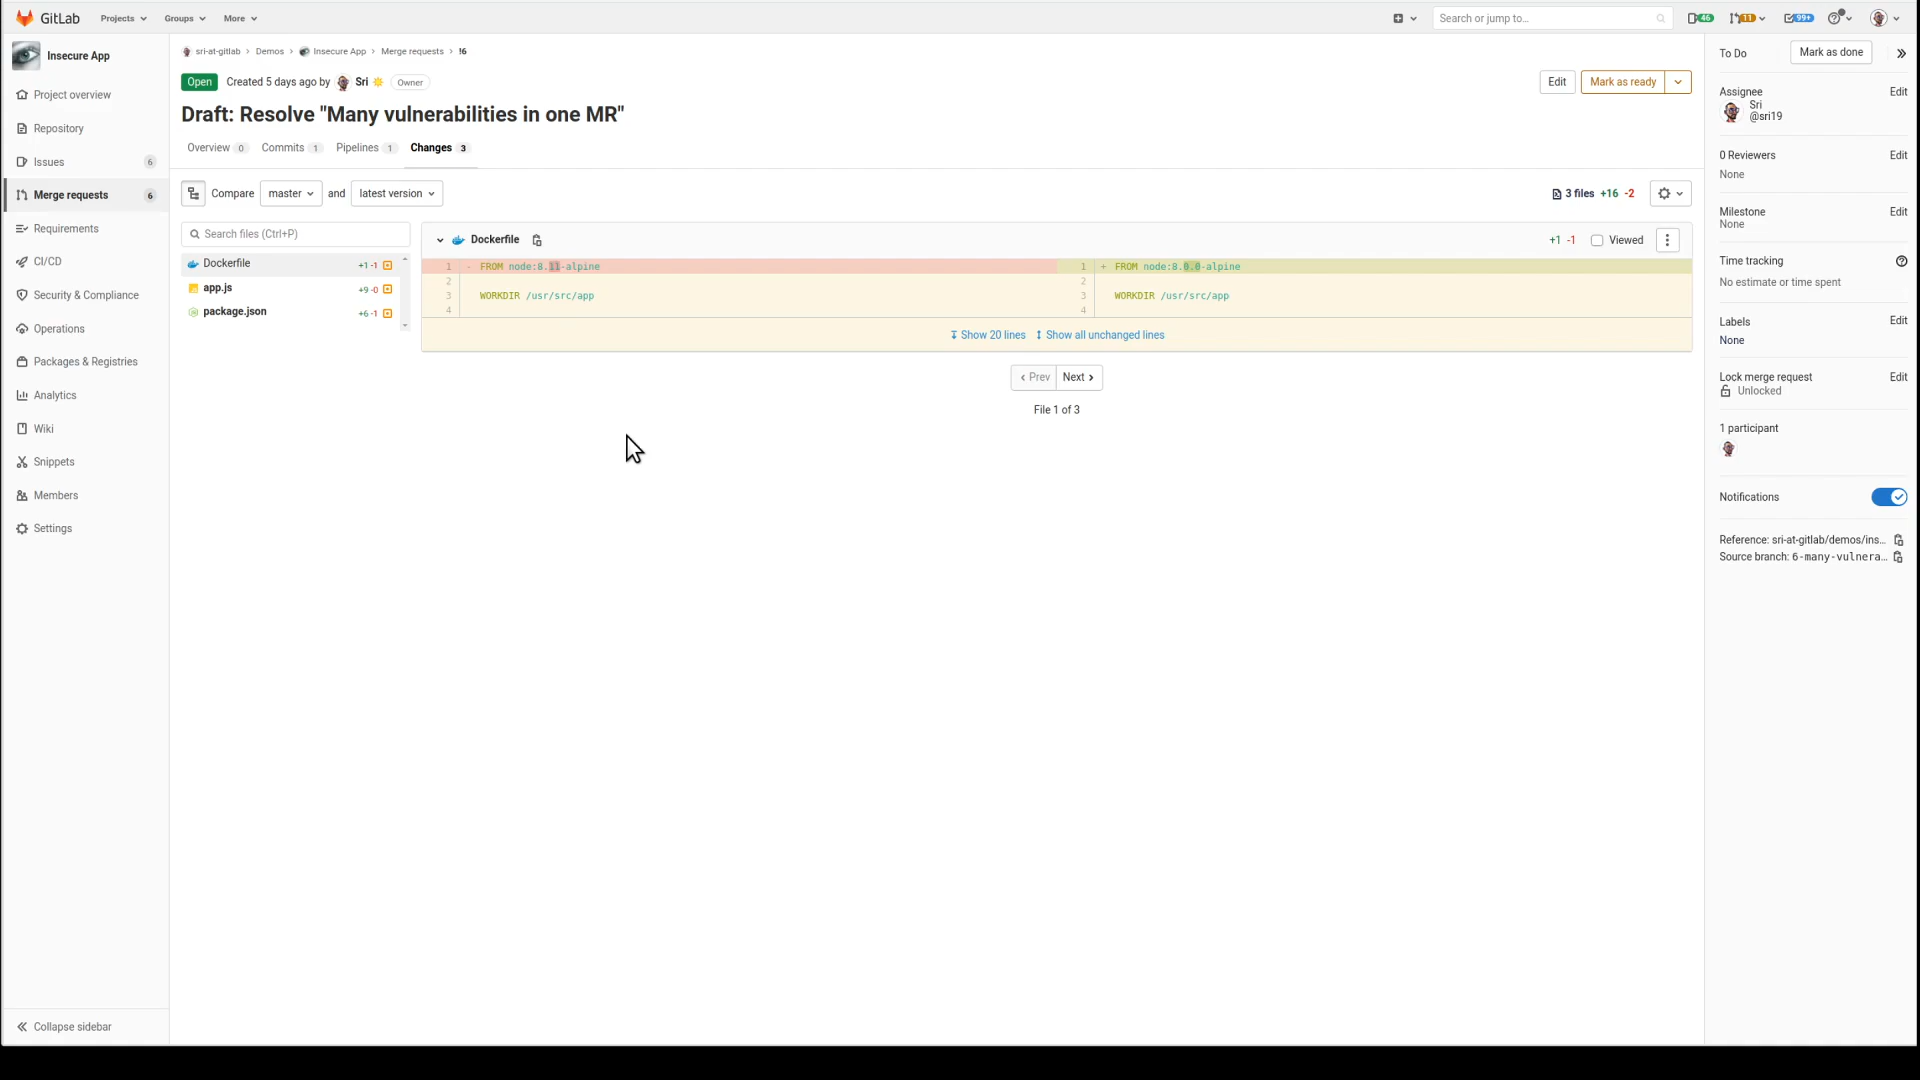 GitLab Projects Groups More Search or jump to... 46 11 99+
Insecure App
Project overview
Repository
Issues 6
Merge requests 6
Requirements
CI/CD
Security & Compliance
Operations
Packages & Registries
Analytics
Wiki
Snippets
Members
Settings
Collapse sidebar
sri-at-gitlab › Demos › Insecure App › Merge requests › !6
Open Created 5 days ago by Sri Owner Edit Mark as ready
Draft: Resolve "Many vulnerabilities in one MR"
Overview 0 Commits 1 Pipelines 1 Changes 3
Compare master and latest version 3 files +16 -2
Search files (Ctrl+P)
Dockerfile +1 -1
app.js +9 -0
package.json +6 -1
Dockerfile +1 -1 Viewed
1 - FROM node:8.11-alpine 1 + FROM node:8.0.0-alpine
2 2
3 WORKDIR /usr/src/app 3 WORKDIR /usr/src/app
4 4
Show 20 lines Show all unchanged lines
‹ Prev Next ›
File 1 of 3
To Do Mark as done
Assignee Edit
Sri
@sri19
0 Reviewers Edit
None
Milestone Edit
None
Time tracking
No estimate or time spent
Labels Edit
None
Lock merge request Edit
Unlocked
1 participant
Notifications
Reference: sri-at-gitlab/demos/ins...
Source branch: 6-many-vulnera...